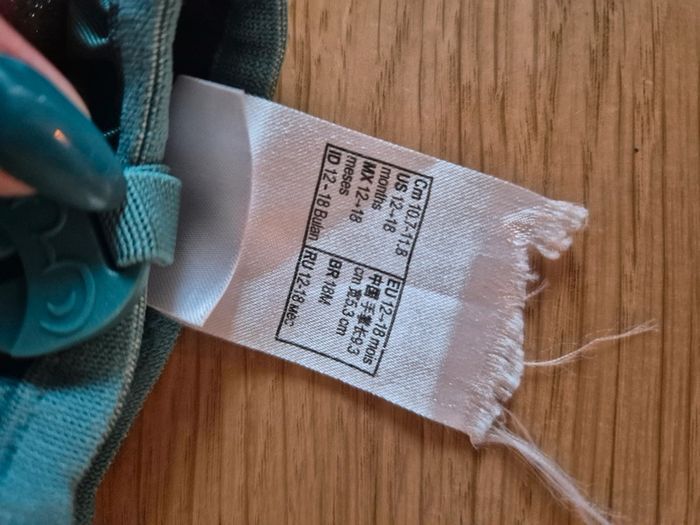 Cm 10.7-11.8
US 12→18
months
MX 12→18
meses
ID 12 - 18 Bulan
EU 12→18 mois
中国手掌长9.3
cm 宽5.3 cm
BR 18M
RU 12-18 Мес